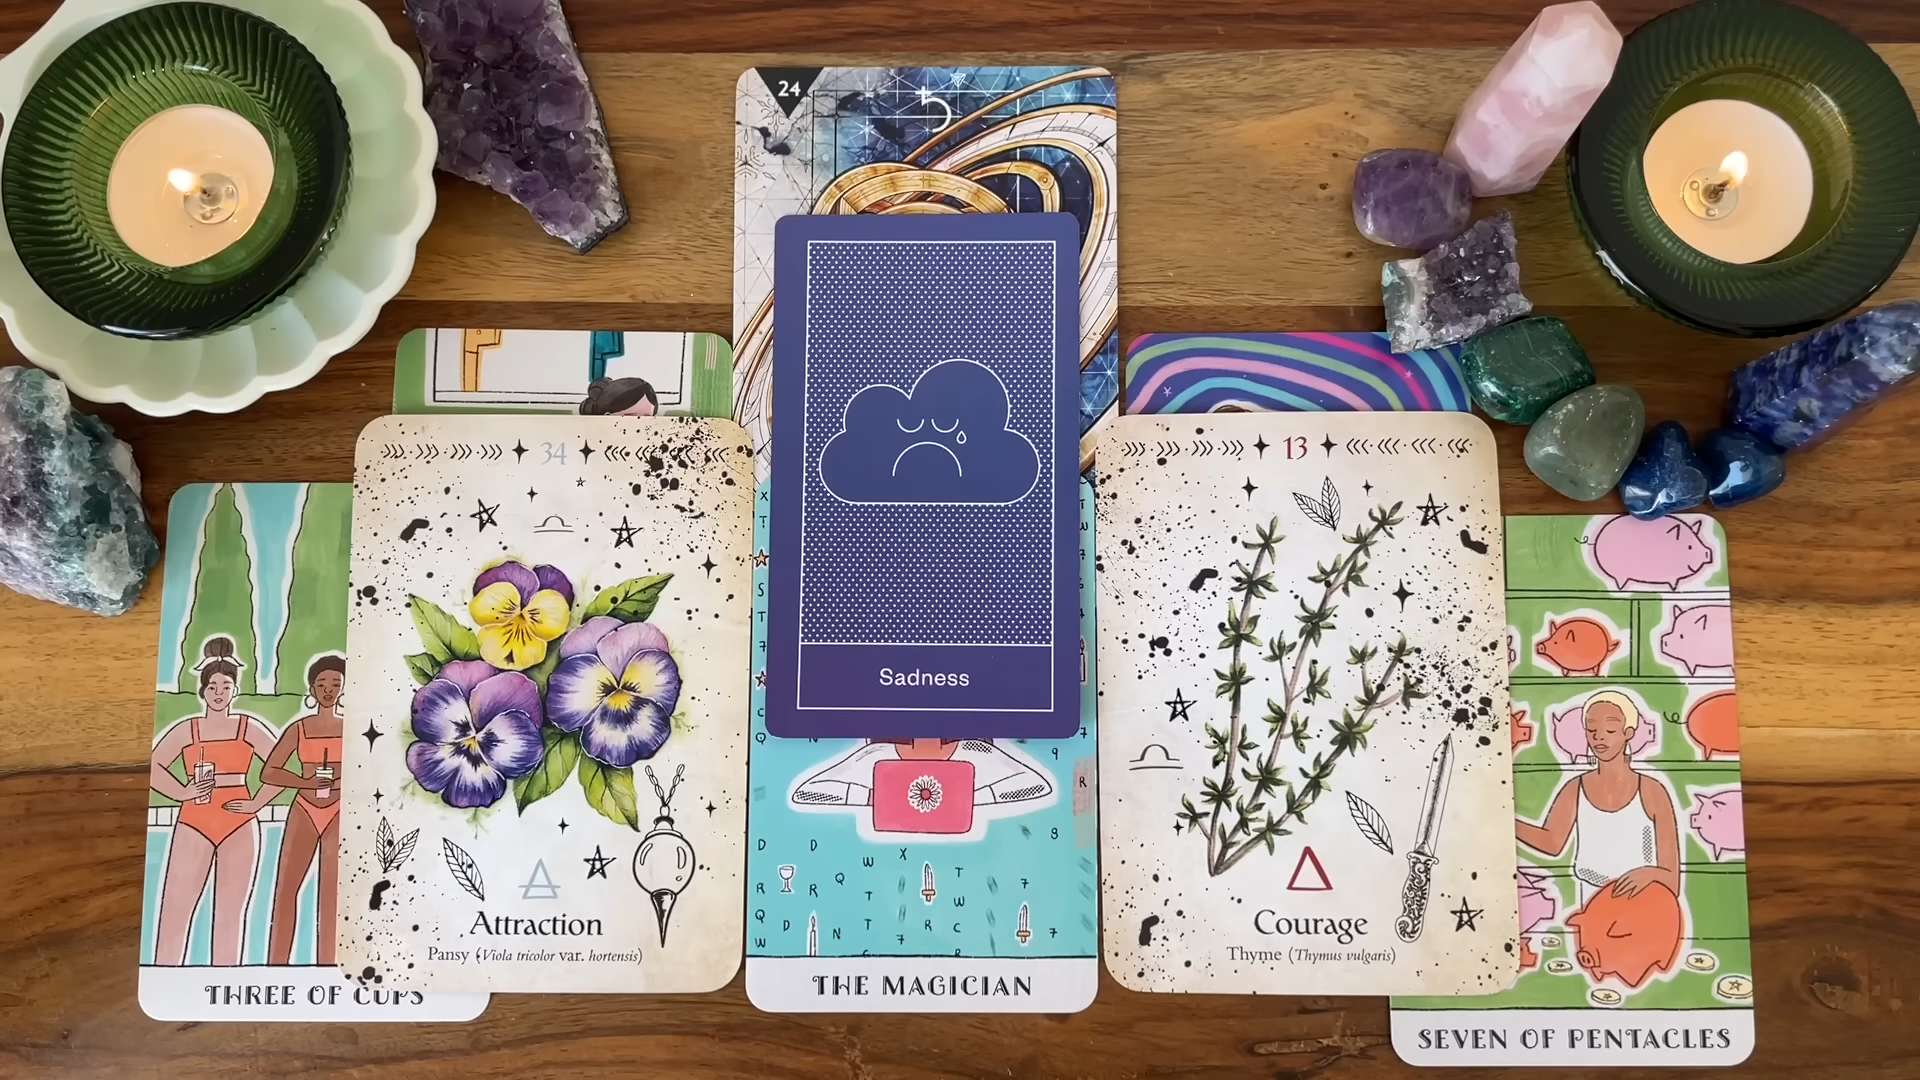 24
34
Attraction
Pansy (Viola tricolor var. hortensis)
THREE OF CUPS
Sadness
THE MAGICIAN
13
Courage
Thyme (Thymus vulgaris)
SEVEN OF PENTACLES